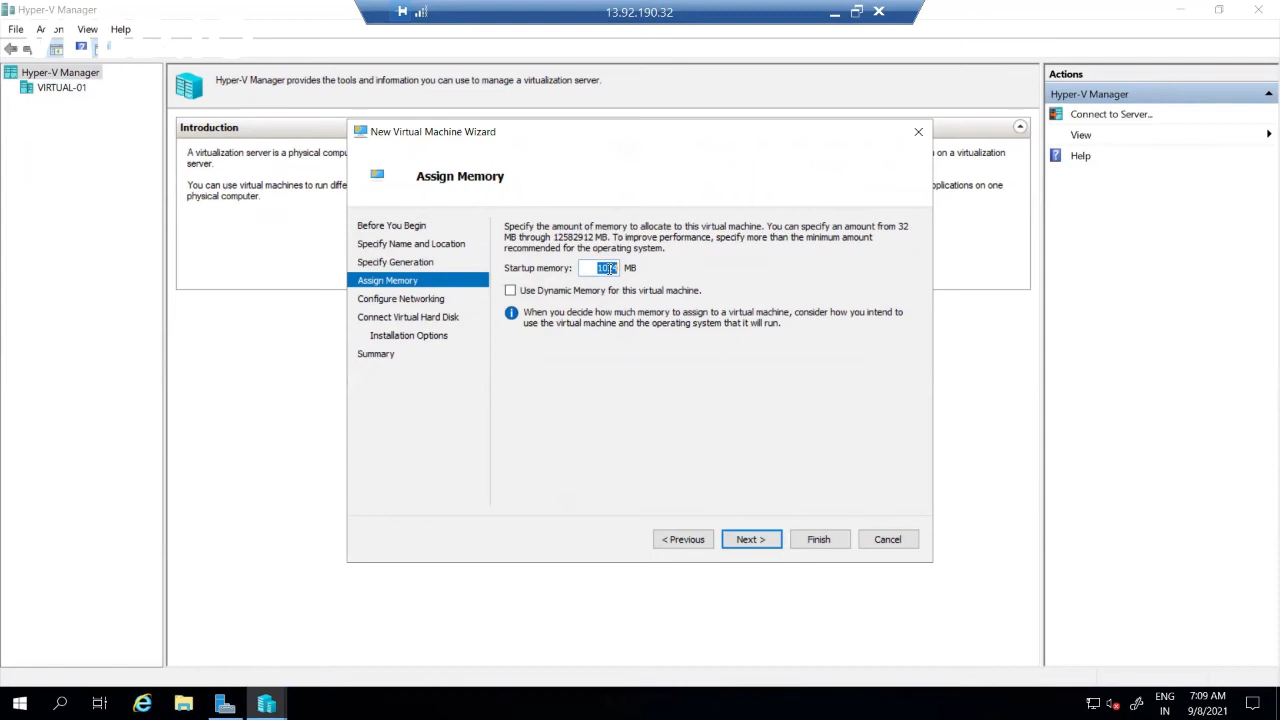 Hyper-V Manager
13.92.190.32
File
View
Help
Hyper-V Manager
VIRTUAL-01
Hyper-V Manager provides the tools and information you can use to manage a virtualization server.
Introduction
A virtualization server is a physical
server.
You can use virtual machines to run
physical computer.
on a virtualization
applications on one
New Virtual Machine Wizard
Assign Memory
Before You Begin
Specify Name and Location
Specify Generation
Assign Memory
Configure Networking
Connect Virtual Hard Disk
Installation Options
Summary
Specify the amount of memory to allocate to this virtual machine. You can specify an amount from 32
MB through 12582912 MB. To improve performance, specify more than the minimum amount
recommended for the operating system.
Startup memory: MB
Use Dynamic Memory for this virtual machine.
When you decide how much memory to assign to a virtual machine, consider how you intend to
use the virtual machine and the operating system that it will run.
< Previous
Next >
Finish
Cancel
Actions
Hyper-V Manager
Connect to Server...
View
Help
ENG
IN
7:09 AM
9/8/2021